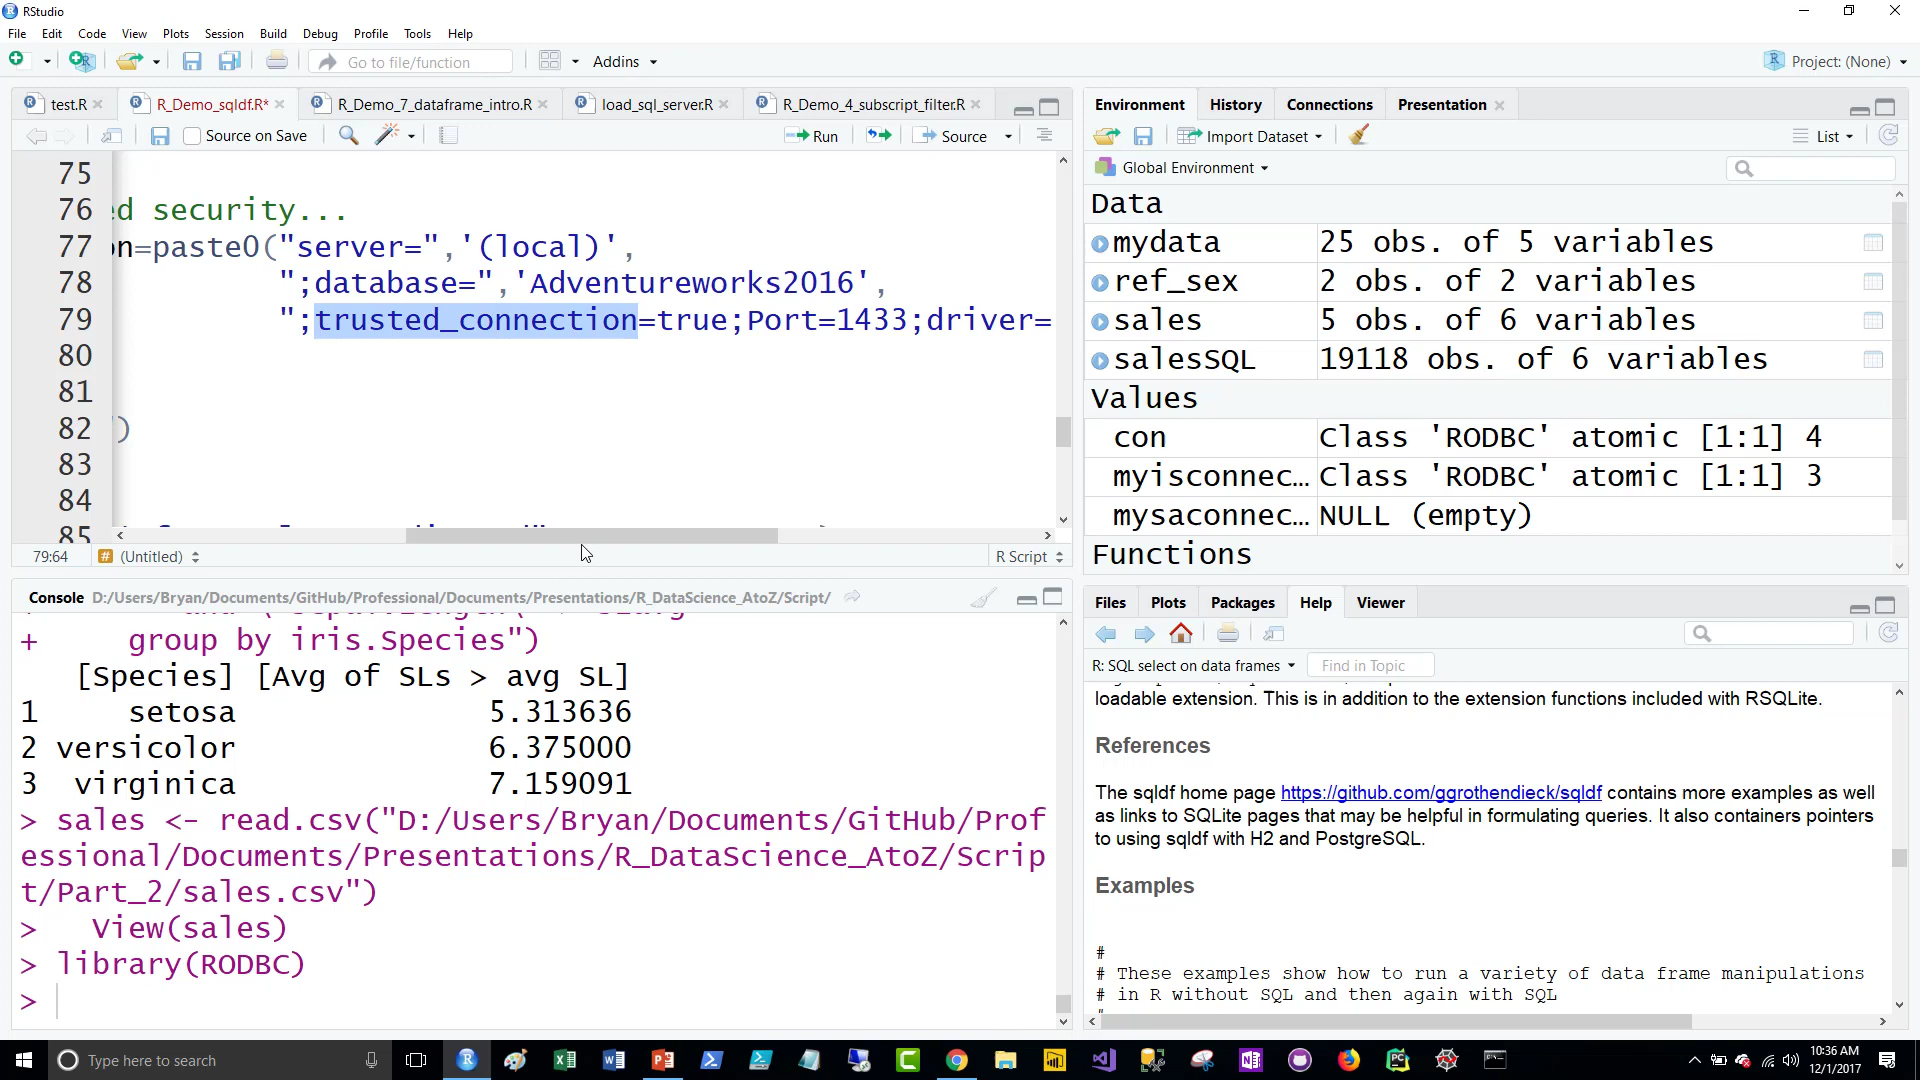 RStudio
File Edit Code View Plots Session Build Debug Profile Tools Help
Go to file/function Addins Project: (None)
test.R R_Demo_sqldf.R* R_Demo_7_dataframe_intro.R load_sql_server.R R_Demo_4_subscript_filter.R
Source on Save Run Source
75
76 ed security...
77 on=paste0("server=",'(local)',
78 ";database=",'Adventureworks2016',
79 ";trusted_connection=true;Port=1433;driver=
80
81
82 ')
83
84
85
79:64 (Untitled) R Script
Console D:/Users/Bryan/Documents/GitHub/Professional/Documents/Presentations/R_DataScience_AtoZ/Script/
+ group by iris.Species")
[Species] [Avg of SLs > avg SL]
1 setosa 5.313636
2 versicolor 6.375000
3 virginica 7.159091
> sales <- read.csv("D:/Users/Bryan/Documents/GitHub/Prof
essional/Documents/Presentations/R_DataScience_AtoZ/Scrip
t/Part_2/sales.csv")
> View(sales)
> library(RODBC)
>
Environment History Connections Presentation
Import Dataset List
Global Environment
Data
mydata 25 obs. of 5 variables
ref_sex 2 obs. of 2 variables
sales 5 obs. of 6 variables
salesSQL 19118 obs. of 6 variables
Values
con Class 'RODBC' atomic [1:1] 4
myisconnec… Class 'RODBC' atomic [1:1] 3
mysaconnec… NULL (empty)
Functions
Files Plots Packages Help Viewer
R: SQL select on data frames Find in Topic
loadable extension. This is in addition to the extension functions included with RSQLite.
References
The sqldf home page https://github.com/ggrothendieck/sqldf contains more examples as well
as links to SQLite pages that may be helpful in formulating queries. It also containers pointers
to using sqldf with H2 and PostgreSQL.
Examples
#
# These examples show how to run a variety of data frame manipulations
# in R without SQL and then again with SQL
Type here to search
10:36 AM
12/1/2017